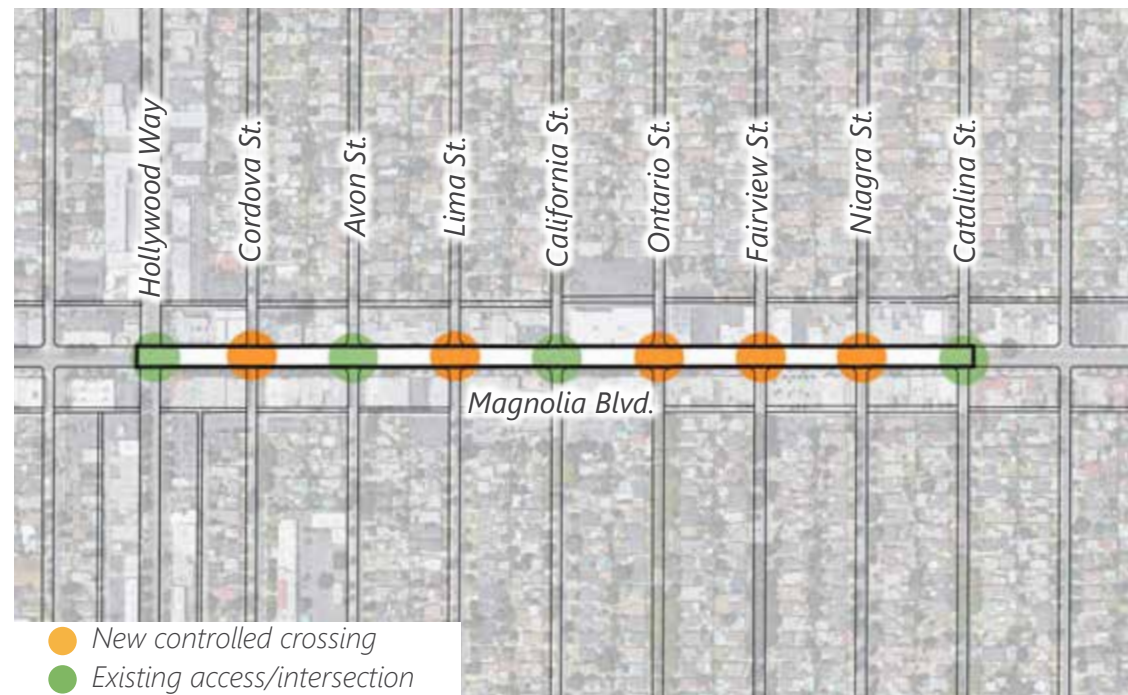 Hollywood Way
Cordova St.
Avon St.
Lima St.
California St.
Ontario St.
Fairview St.
Niagra St.
Catalina St.
Magnolia Blvd.
New controlled crossing
Existing access/intersection